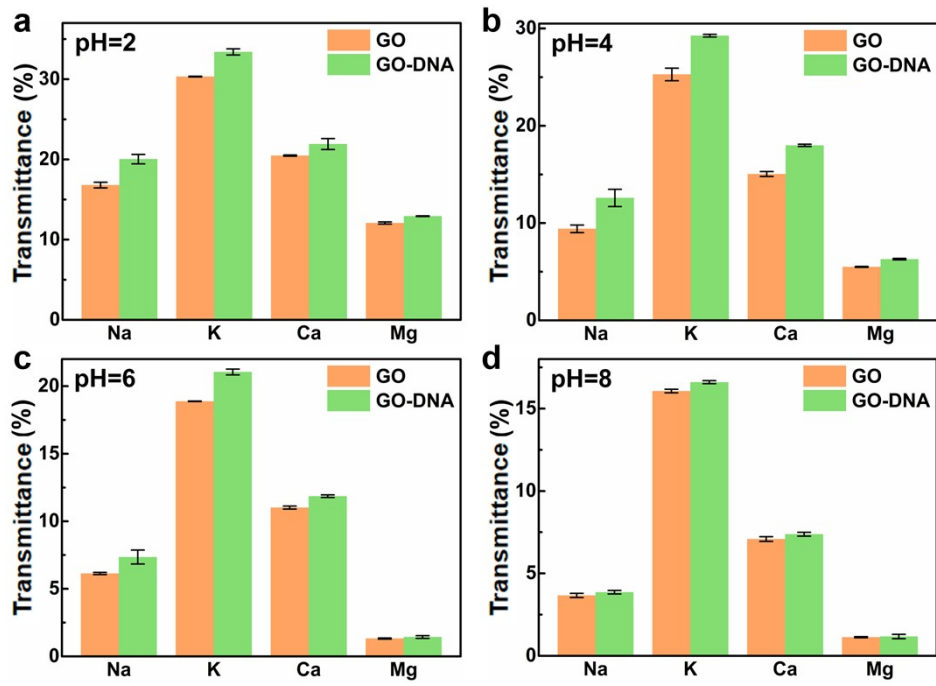 a
pH=2
GO
GO-DNA
Transmittance (%)
30
20
10
0
Na K Ca Mg
b
pH=4
GO
GO-DNA
Transmittance (%)
30
20
10
0
Na K Ca Mg
c
pH=6
GO
GO-DNA
Transmittance (%)
20
15
10
5
0
Na K Ca Mg
d
pH=8
GO
GO-DNA
Transmittance (%)
15
10
5
0
Na K Ca Mg